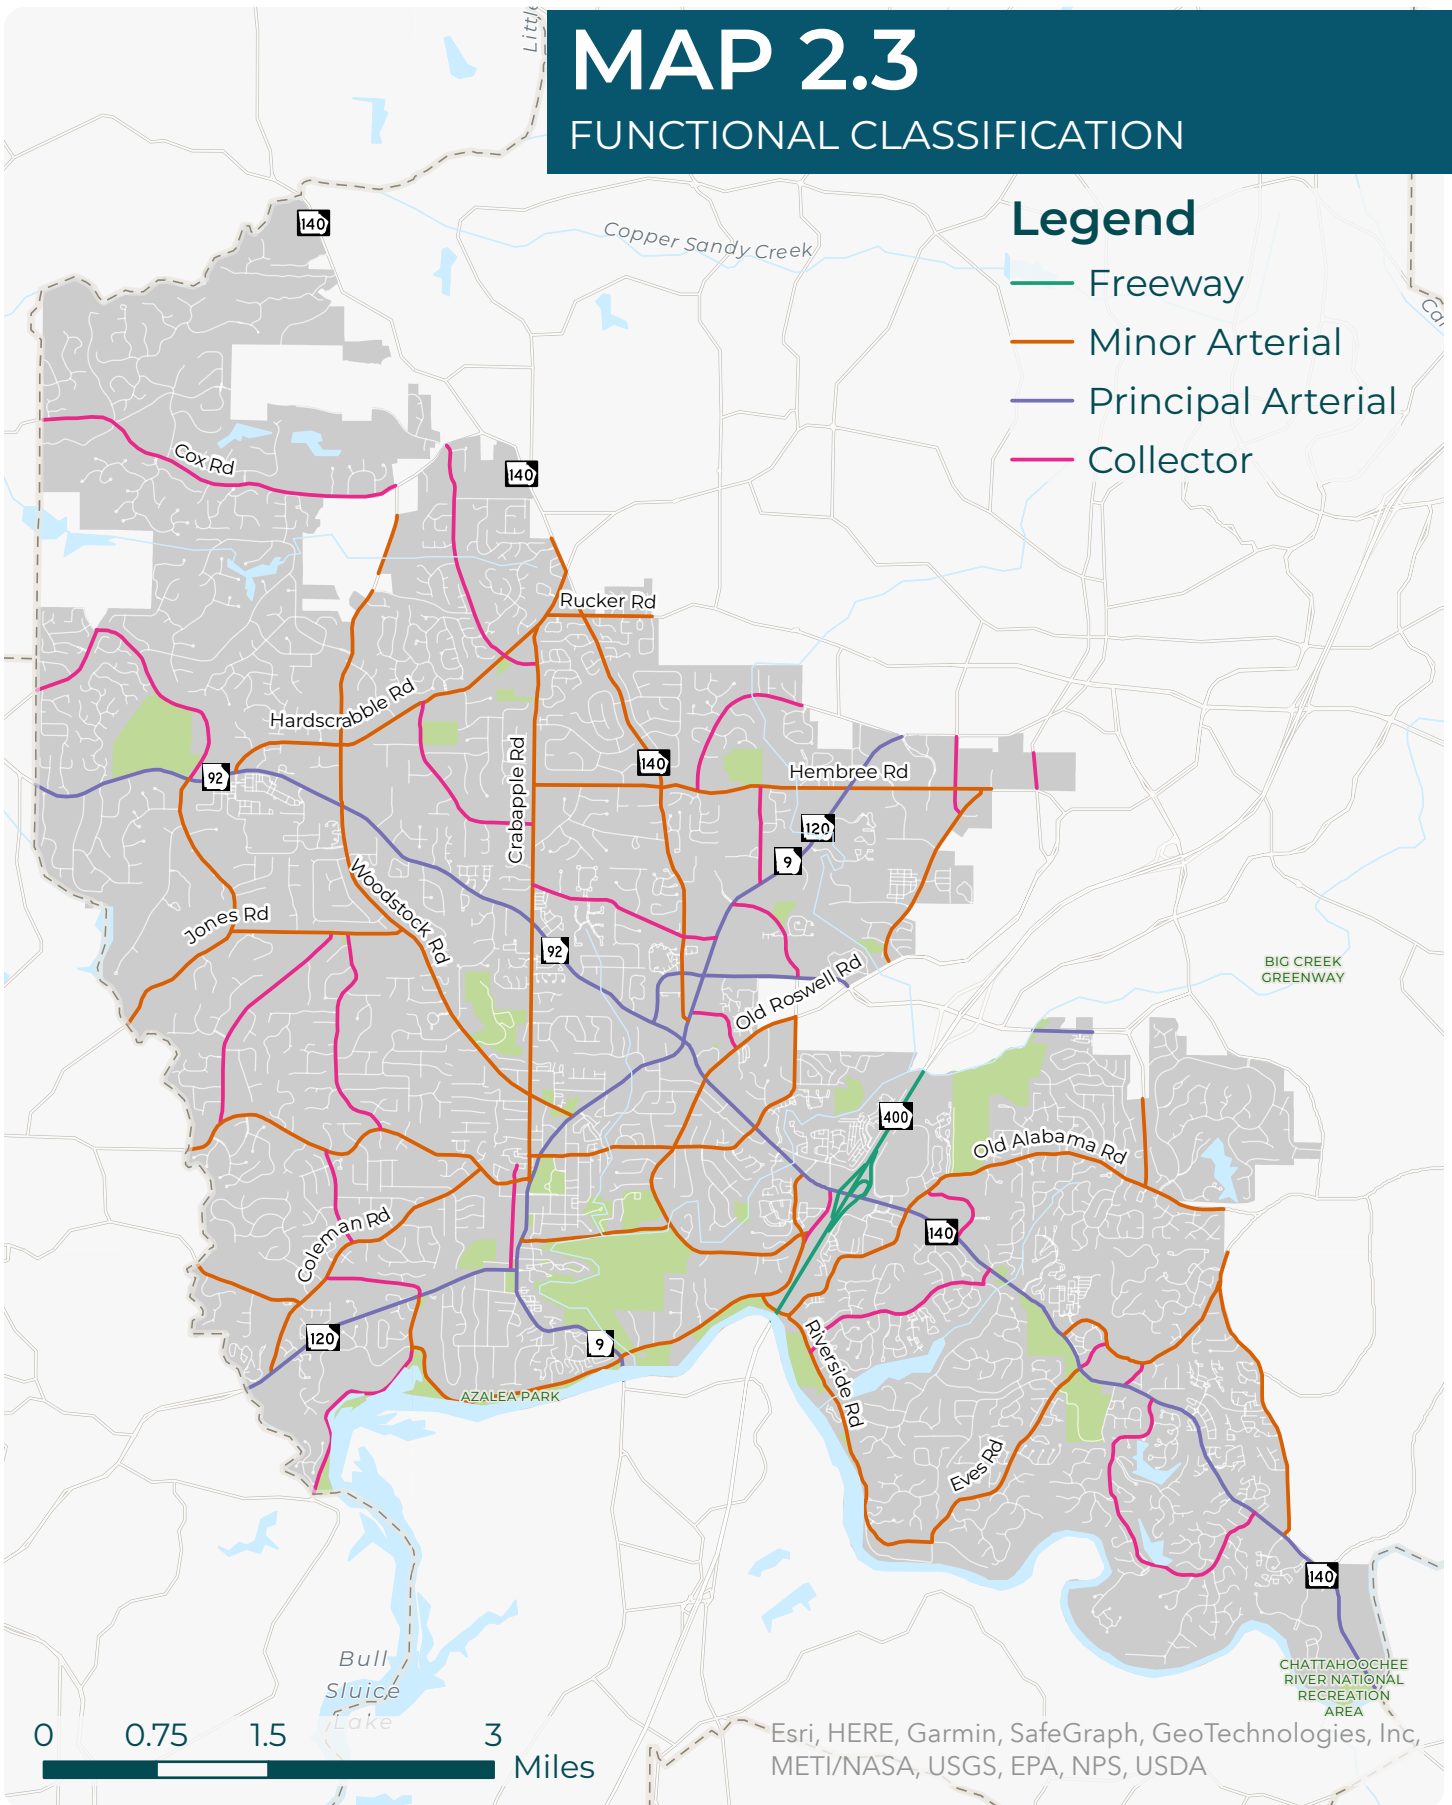 Little
MAP 2.3
FUNCTIONAL CLASSIFICATION
140
Copper Sandy Creek
Legend
Freeway
Minor Arterial
Principal Arterial
Collector
Cox Rd
140
Rucker Rd
Hardscrabble Rd
92
Crabapple Rd
140
Hembree Rd
120
9
Woodstock Rd
Jones Rd
92
Old Roswell Rd
BIG CREEK
GREENWAY
400
Old Alabama Rd
Coleman Rd
140
120
9
Riverside Rd
AZALEA PARK
Eves Rd
140
Bull
Sluice
Lake
CHATTAHOOCHEE
RIVER NATIONAL
RECREATION
AREA
0 0.75 1.5 3
Miles
Esri, HERE, Garmin, SafeGraph, GeoTechnologies, Inc,
METI/NASA, USGS, EPA, NPS, USDA